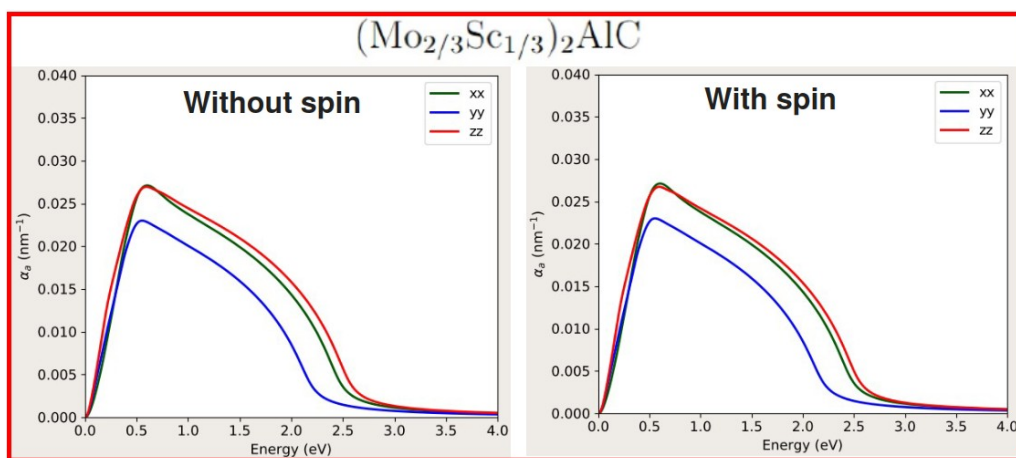 (Mo2/3Sc1/3)2AlC
Without spin
xx
yy
zz
0.040
0.035
0.030
0.025
0.020
0.015
0.010
0.005
0.000
αa (nm−1)
0.0 0.5 1.0 1.5 2.0 2.5 3.0 3.5 4.0
Energy (eV)
With spin
xx
yy
zz
0.040
0.035
0.030
0.025
0.020
0.015
0.010
0.005
0.000
αa (nm−1)
0.0 0.5 1.0 1.5 2.0 2.5 3.0 3.5 4.0
Energy (eV)